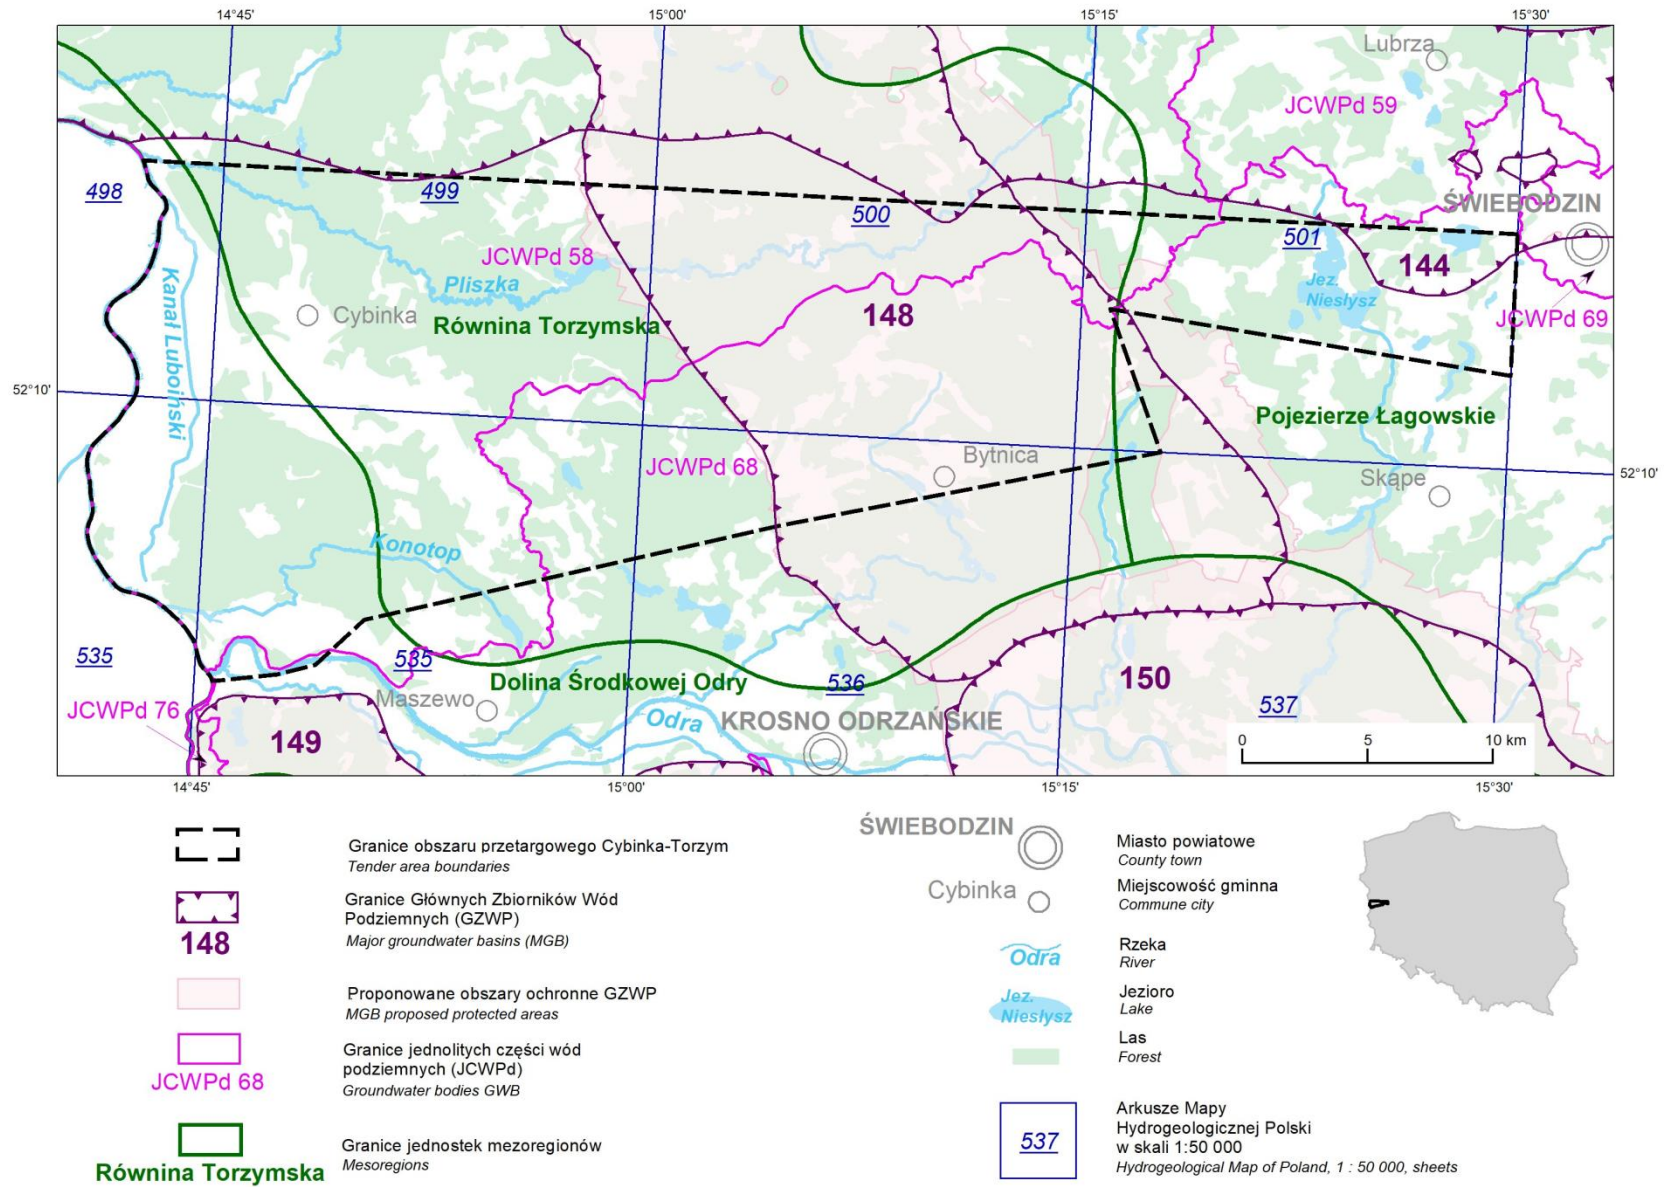 14°45'
15°00'
15°15'
15°30'
Lubrza
JCWPd 59
498
499
500
501
ŚWIEBODZIN
JCWPd 58
144
Kanał Luboiński
Pliszka
Jez.
Niesłysz
Cybinka
148
JCWPd 69
Równina Torzymska
52°10'
Pojezierze Łagowskie
JCWPd 68
Bytnica
52°10'
Skąpe
Konotop
535
535
Dolina Środkowej Odry
536
150
537
JCWPd 76
Maszewo
Odra
KROSNO ODRZAŃSKIE
149
0 5 10 km
14°45'
15°00'
15°15'
15°30'
Granice obszaru przetargowego Cybinka-Torzym
Tender area boundaries
Granice Głównych Zbiorników Wód
Podziemnych (GZWP)
148
Major groundwater basins (MGB)
Proponowane obszary ochronne GZWP
MGB proposed protected areas
Granice jednolitych części wód
podziemnych (JCWPd)
JCWPd 68
Groundwater bodies GWB
Granice jednostek mezoregionów
Mesoregions
Równina Torzymska
ŚWIEBODZIN
Miasto powiatowe
County town
Cybinka
Miejscowość gminna
Commune city
Odra
Rzeka
River
Jez.
Niesłysz
Jezioro
Lake
Las
Forest
537
Arkusze Mapy
Hydrogeologicznej Polski
w skali 1:50 000
Hydrogeological Map of Poland, 1 : 50 000, sheets